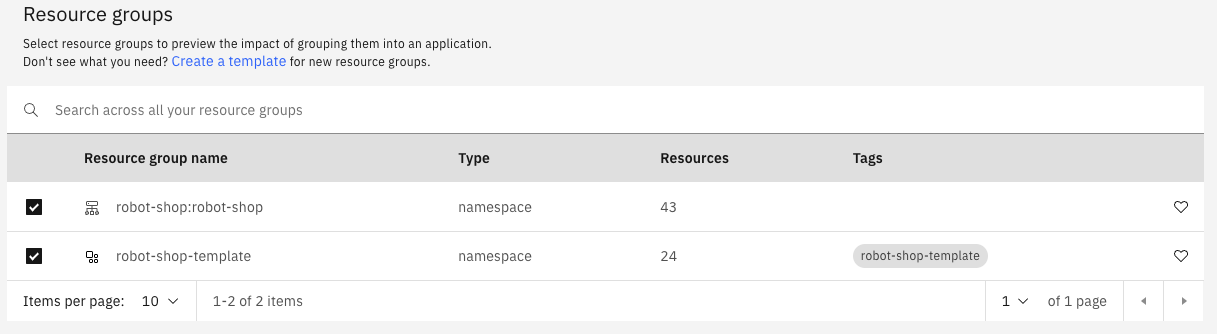 Resource groups
Select resource groups to preview the impact of grouping them into an application.
Don't see what you need? Create a template for new resource groups.
Search across all your resource groups
Resource group name Type Resources Tags
robot-shop:robot-shop namespace 43
robot-shop-template namespace 24 robot-shop-template
Items per page: 10 1-2 of 2 items 1 of 1 page